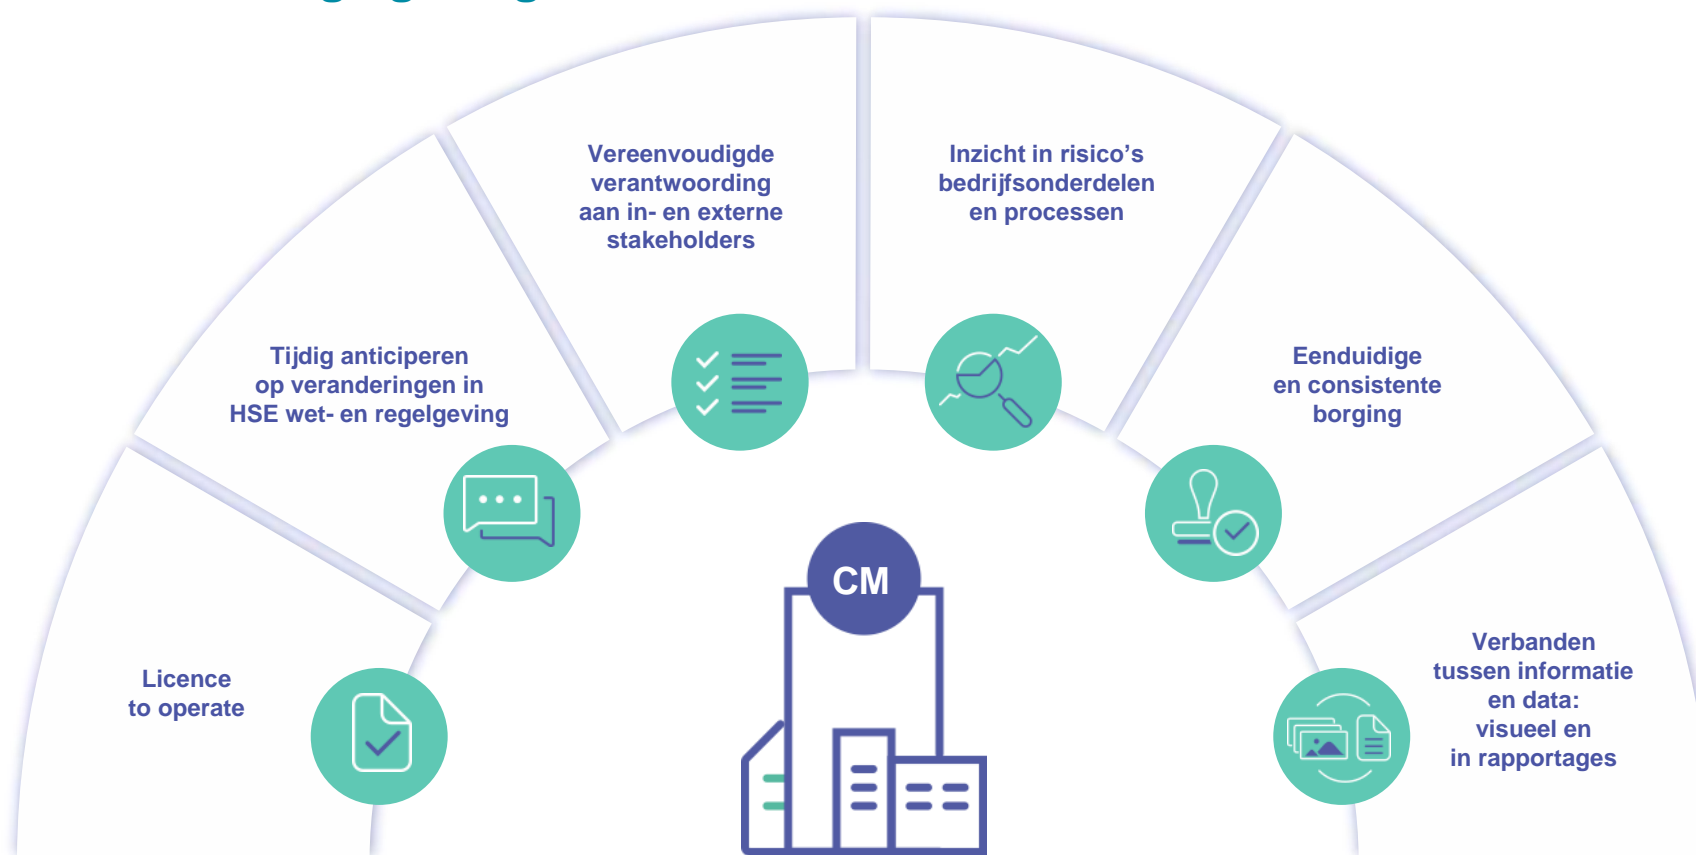 Licence
to operate
Tijdig anticiperen
op veranderingen in
HSE wet- en regelgeving
Vereenvoudigde
verantwoording
aan in- en externe
stakeholders
Inzicht in risico’s
bedrijfsonderdelen
en processen
Eenduidige
en consistente
borging
Verbanden
tussen informatie
en data:
visueel en
in rapportages
CM